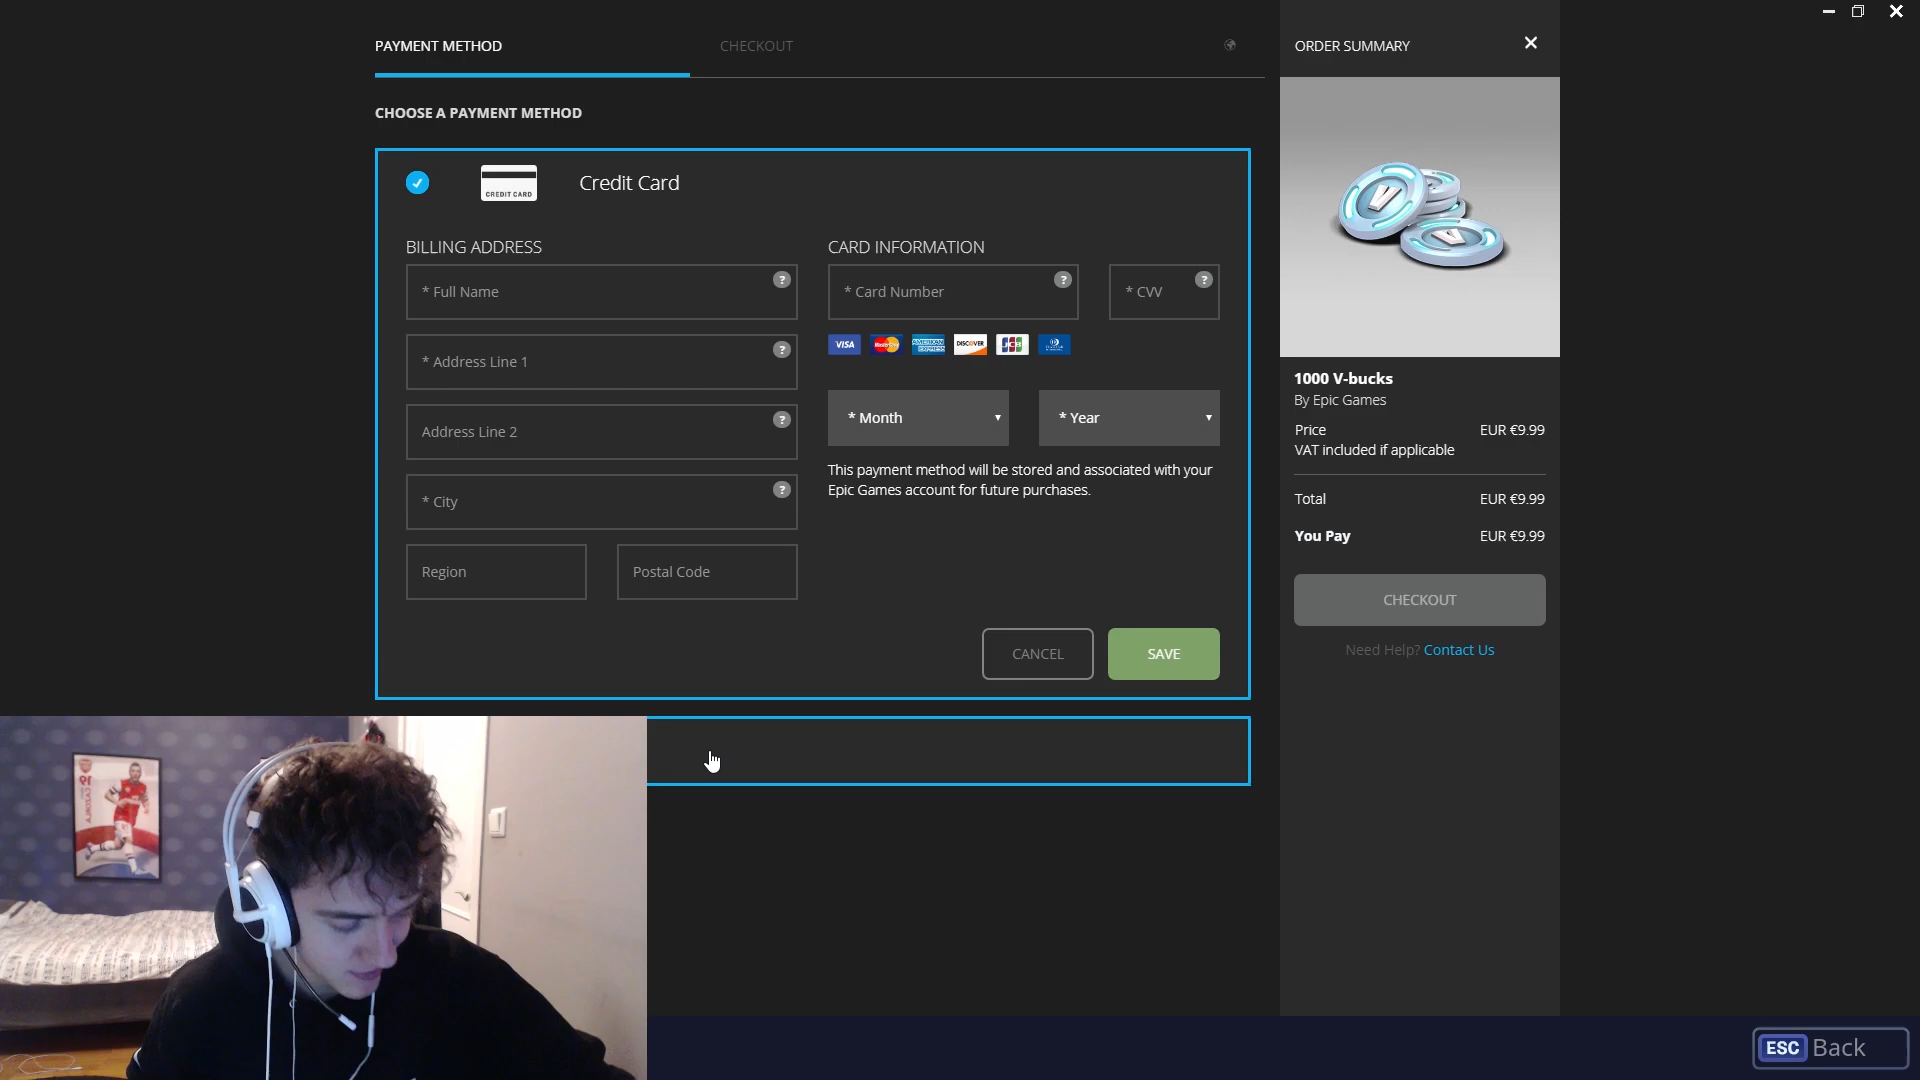 PAYMENT METHOD
CHECKOUT
CHOOSE A PAYMENT METHOD
CREDIT CARD
Credit Card
BILLING ADDRESS
* Full Name ?
* Address Line 1 ?
Address Line 2 ?
* City ?
Region
Postal Code
CARD INFORMATION
* Card Number ?
* CVV ?
VISA MasterCard AMERICAN EXPRESS DISCOVER JCB
* Month
* Year
This payment method will be stored and associated with your
Epic Games account for future purchases.
CANCEL
SAVE
ORDER SUMMARY
1000 V-bucks
By Epic Games
Price EUR €9.99
VAT included if applicable
Total EUR €9.99
You Pay EUR €9.99
CHECKOUT
Need Help? Contact Us
ESC Back